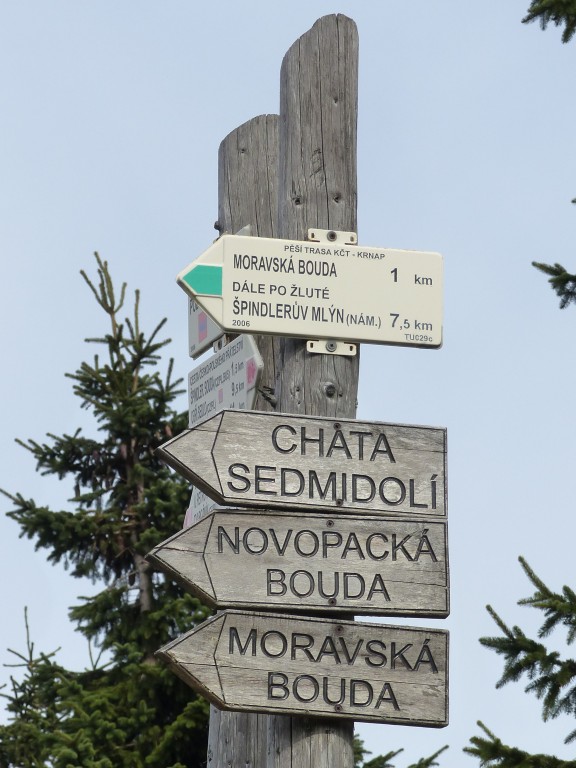 PĚŠÍ TRASA KČT - KRNAP
MORAVSKÁ BOUDA 1 km
DÁLE PO ŽLUTÉ
ŠPINDLERŮV MLÝN (NÁM.) 7,5 km
2006 TU029c
CHATA
SEDMIDOLÍ
NOVOPACKÁ
BOUDA
MORAVSKÁ
BOUDA